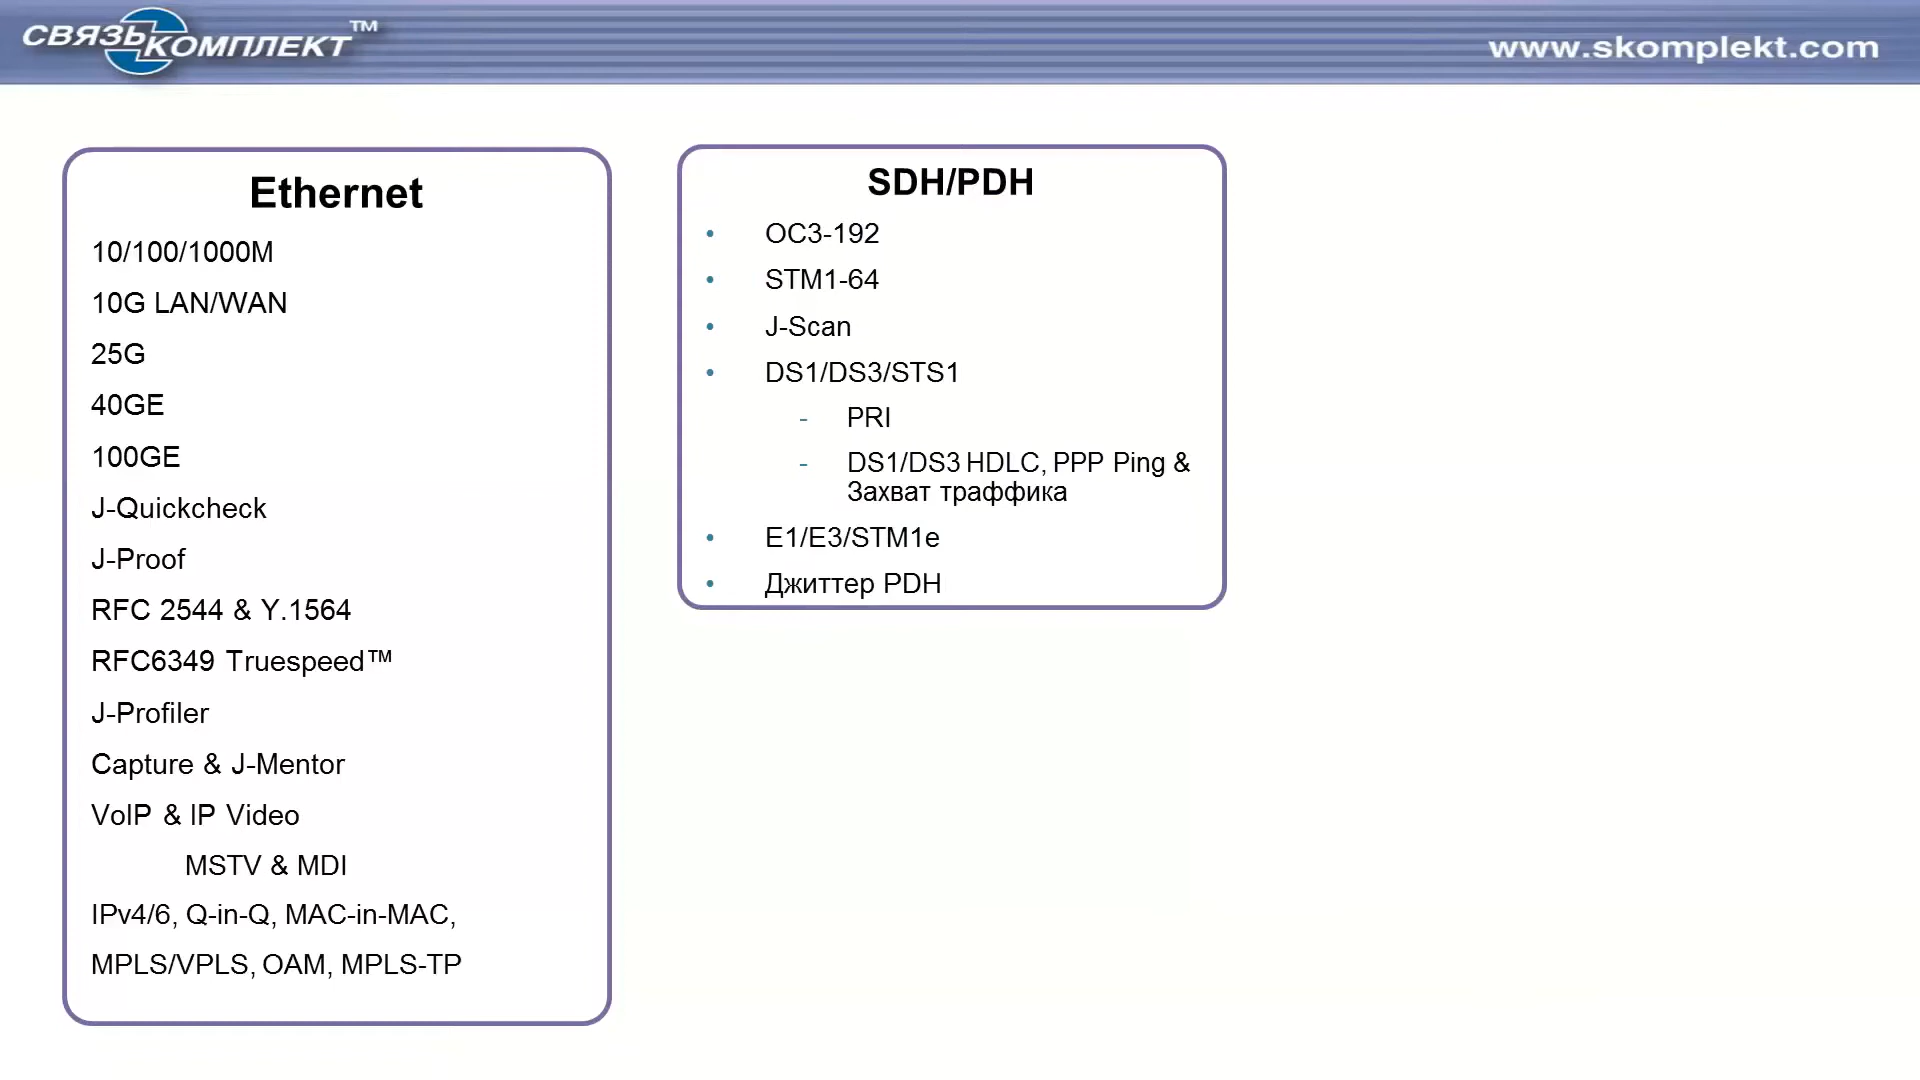 СВЯЗЬКОМПЛЕКТ™
www.skomplekt.com
Ethernet
10/100/1000M
10G LAN/WAN
25G
40GE
100GE
J-Quickcheck
J-Proof
RFC 2544 & Y.1564
RFC6349 Truespeed™
J-Profiler
Capture & J-Mentor
VoIP & IP Video
MSTV & MDI
IPv4/6, Q-in-Q, MAC-in-MAC,
MPLS/VPLS, OAM, MPLS-TP
SDH/PDH
• OC3-192
• STM1-64
• J-Scan
• DS1/DS3/STS1
- PRI
- DS1/DS3 HDLC, PPP Ping &
Захват траффика
• E1/E3/STM1e
• Джиттер PDH